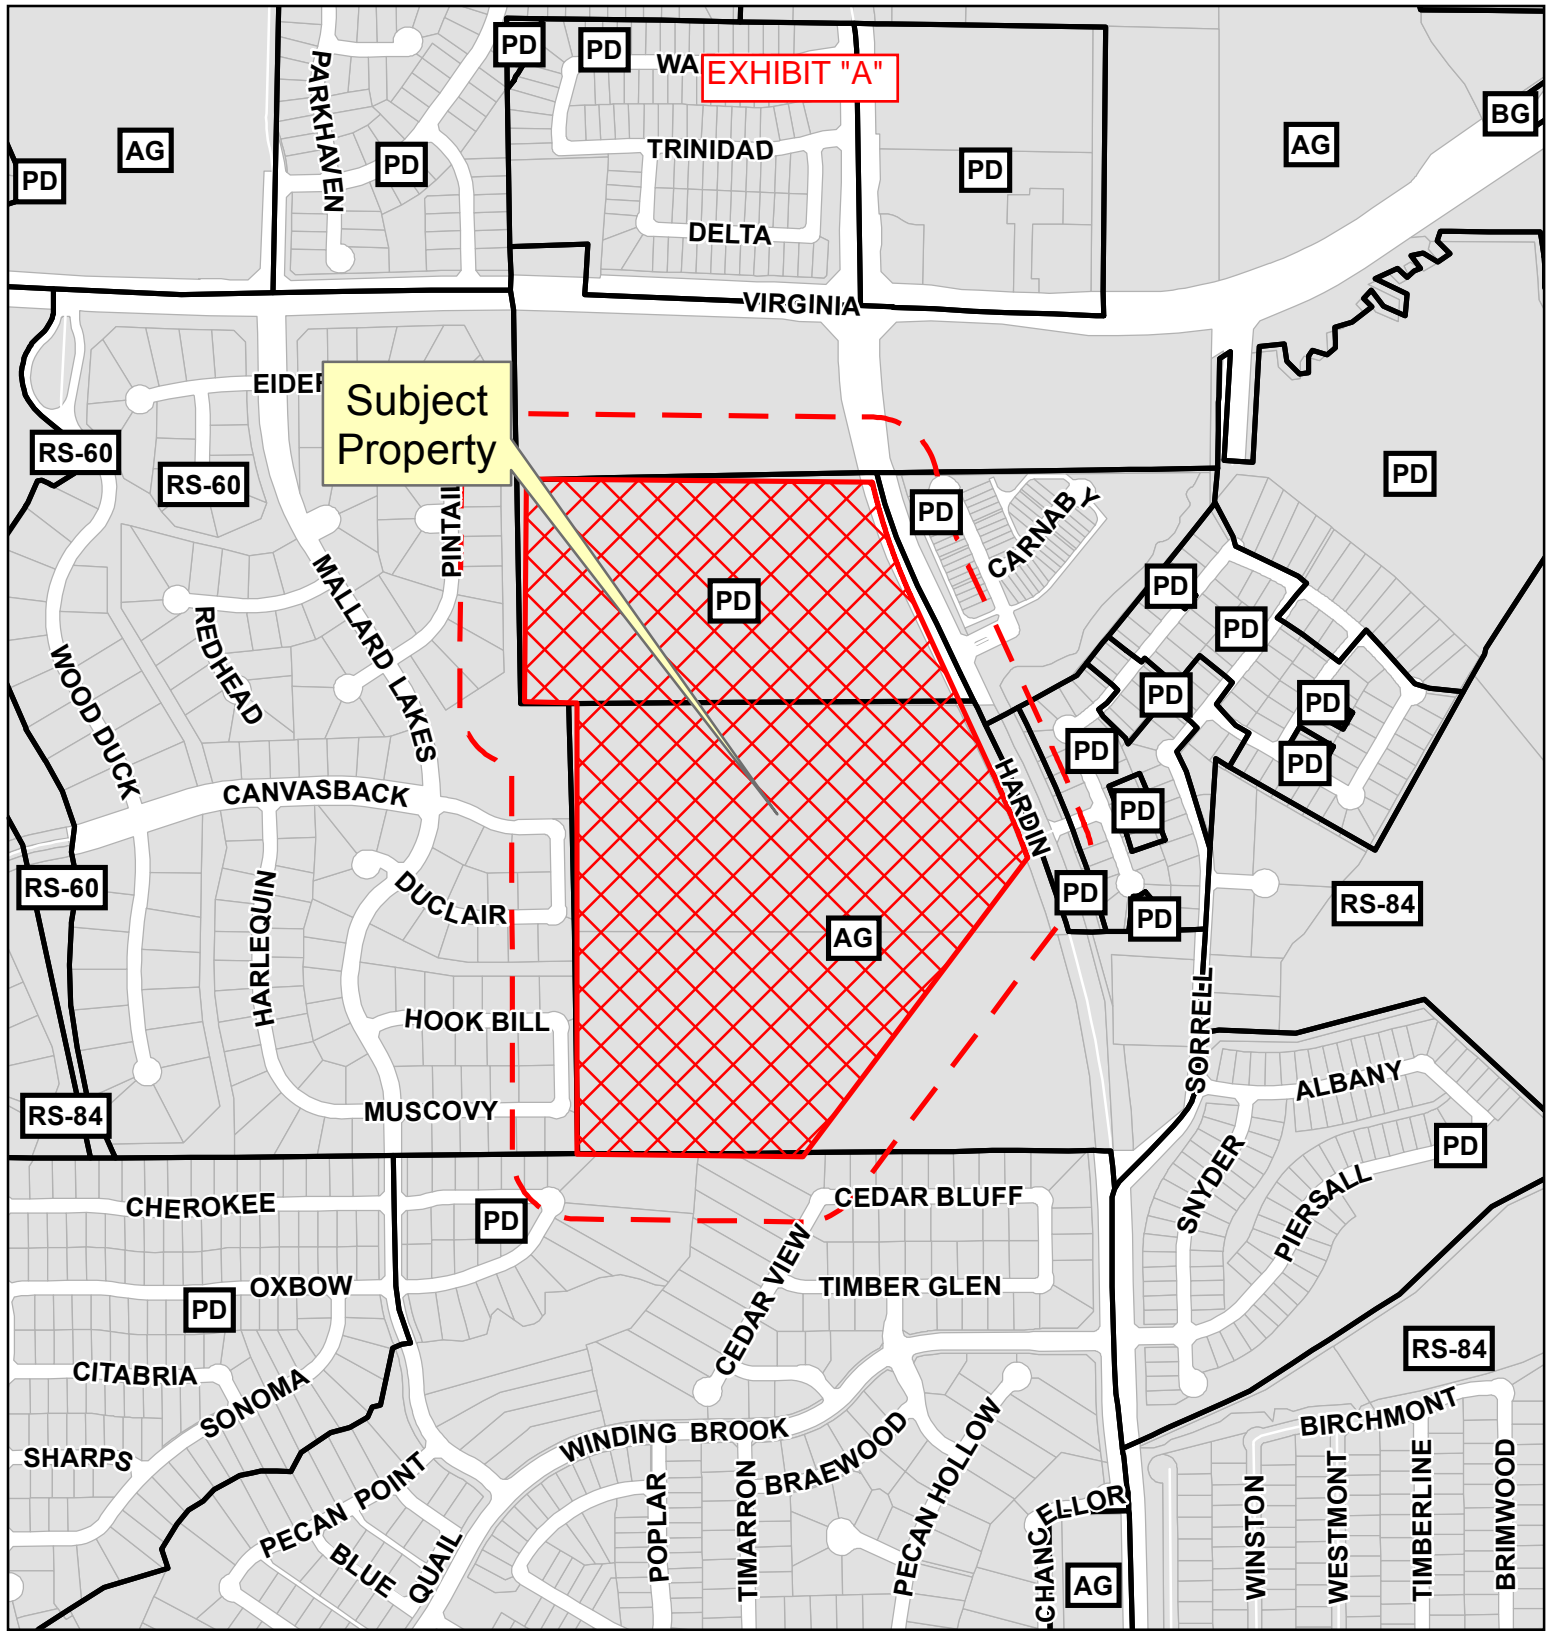 PD
PD
WA
EXHIBIT "A"
BG
PARKHAVEN
AG
PD
TRINIDAD
PD
AG
PD
DELTA
VIRGINIA
EIDER
Subject
Property
RS-60
RS-60
PD
PINTAIL
PD
CARNABY
PD
PD
PD
MALLARD LAKES
REDHEAD
WOOD DUCK
PD
PD
PD
PD
HARDIN
CANVASBACK
PD
RS-60
DUCLAIR
HARLEQUIN
PD
PD
RS-84
AG
HOOK BILL
SORRELL
MUSCOVY
RS-84
ALBANY
PD
SNYDER
PIERSALL
CHEROKEE
PD
CEDAR BLUFF
CEDAR VIEW
OXBOW
PD
TIMBER GLEN
RS-84
CITABRIA
SONOMA
BIRCHMONT
SHARPS
WINDING BROOK
BRAEWOOD
PECAN HOLLOW
PECAN POINT
BLUE QUAIL
POPLAR
TIMARRON
CHANCELLOR
AG
WINSTON
WESTMONT
TIMBERLINE
BRIMWOOD